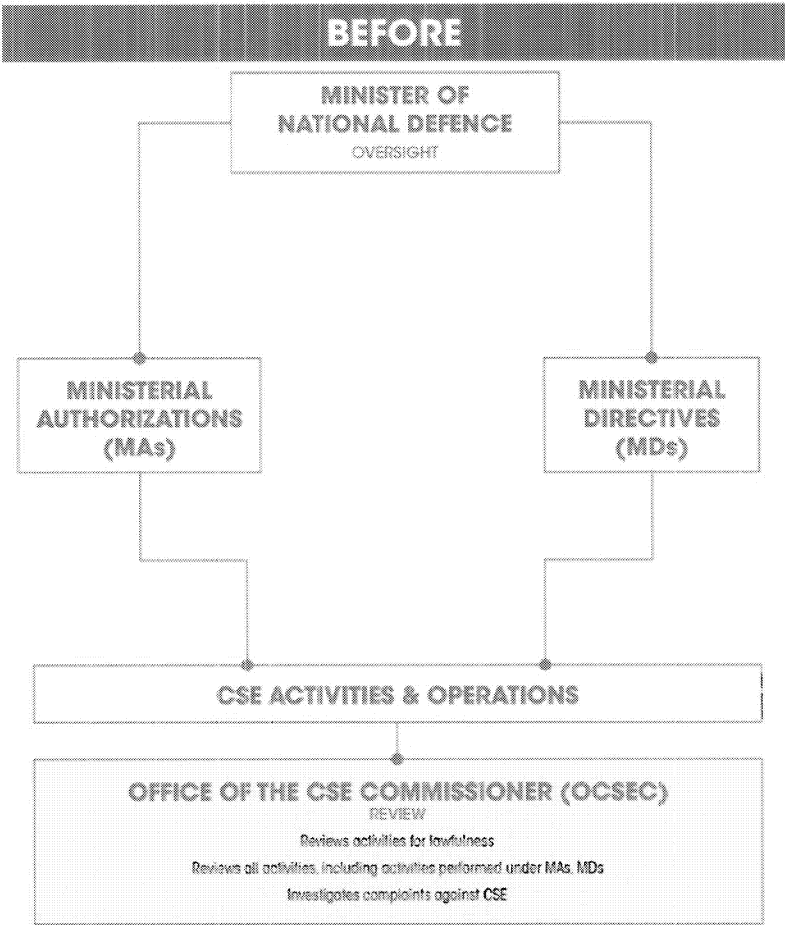 BEFORE
MINISTER OF
NATIONAL DEFENCE
OVERSIGHT
MINISTERIAL
AUTHORIZATIONS
(MAs)
MINISTERIAL
DIRECTIVES
(MDs)
CSE ACTIVITIES & OPERATIONS
OFFICE OF THE CSE COMMISSIONER (OCSEC)
REVIEW
Reviews activities for lawfulness
Reviews all activities, including activities performed under MAs, MDs
Investigates complaints against CSE